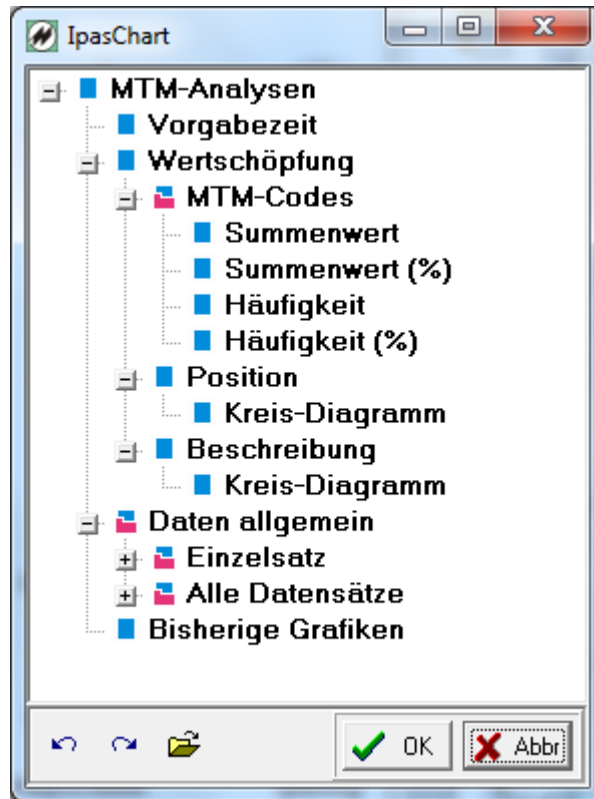 IpasChart
MTM-Analysen
Vorgabezeit
Wertschöpfung
MTM-Codes
Summenwert
Summenwert (%)
Häufigkeit
Häufigkeit (%)
Position
Kreis-Diagramm
Beschreibung
Kreis-Diagramm
Daten allgemein
Einzelsatz
Alle Datensätze
Bisherige Grafiken
OK Abbr